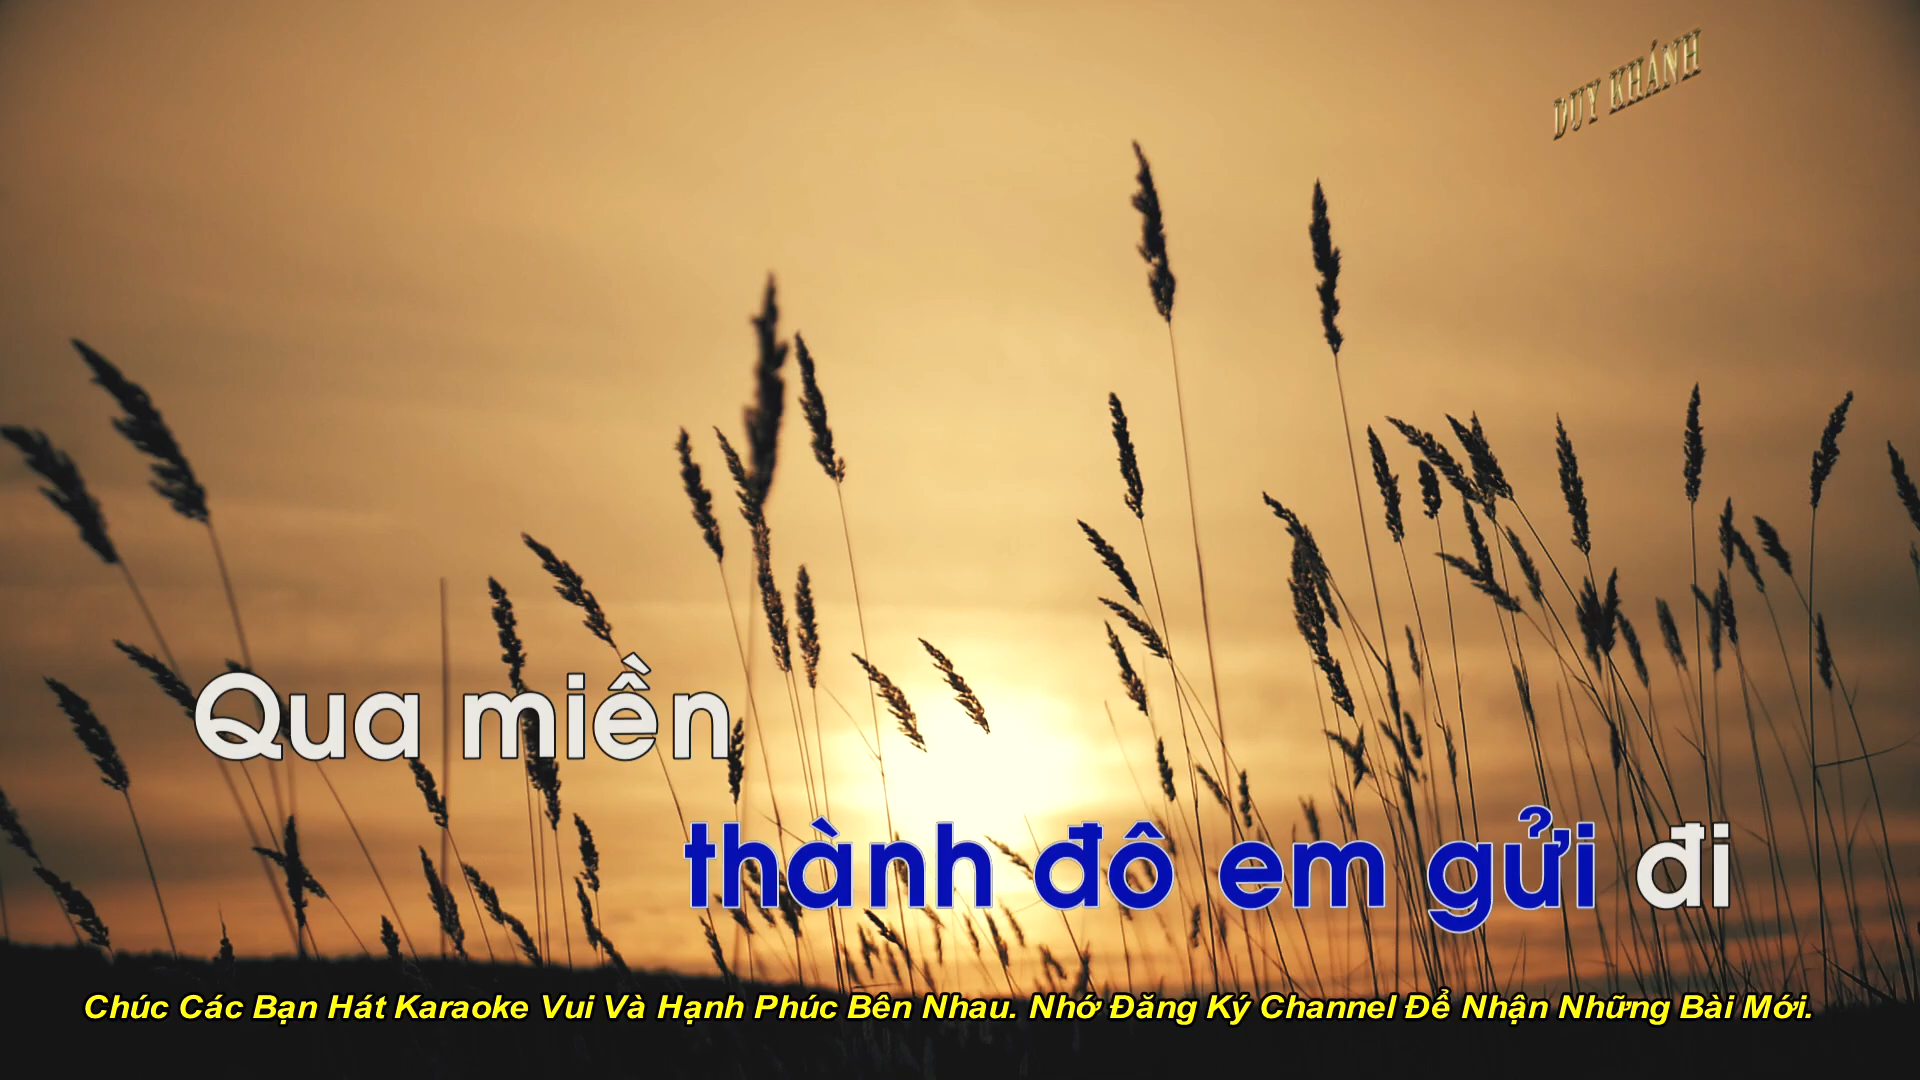 DUY KHÁNH
Qua miền
thành đô em gửi đi
Chúc Các Bạn Hát Karaoke Vui Và Hạnh Phúc Bên Nhau. Nhớ Đăng Ký Channel Để Nhận Những Bài Mới.